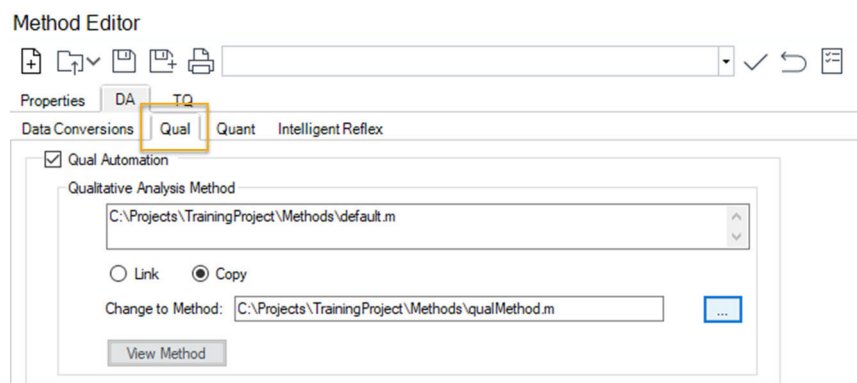 Method Editor
Properties DA TQ
Data Conversions Qual Quant Intelligent Reflex
Qual Automation
Qualitative Analysis Method
C:\Projects\TrainingProject\Methods\default.m
Link Copy
Change to Method: C:\Projects\TrainingProject\Methods\qualMethod.m ...
View Method